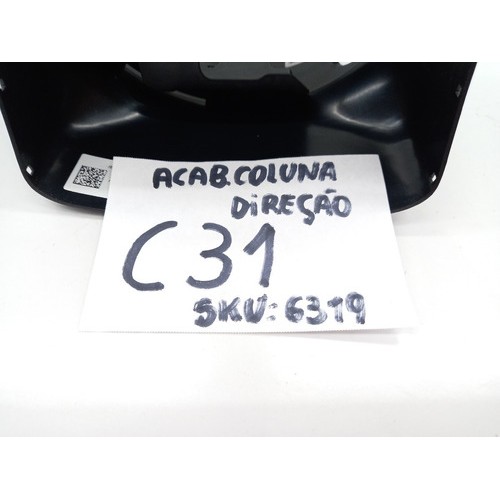 ACAB.COLUNA
DiREÇÃO
C31
SKU:6319